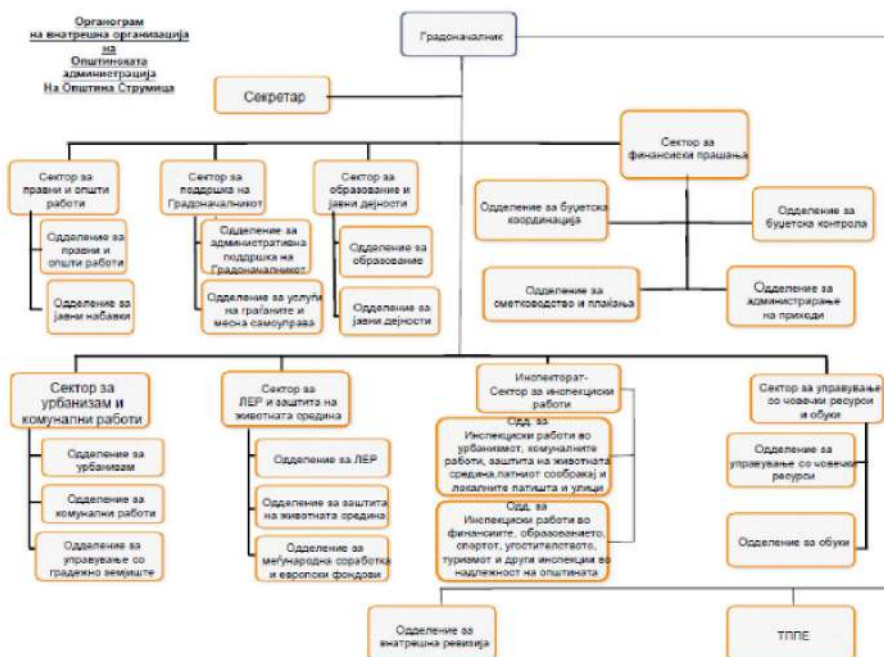 Органограм
на внатрешна организација
на
Општинската
администрација
На Општина Струмица
Градоначалник
Секретар
Сектор за
финансиски прашања
Сектор за
правни и општи
работи
Сектор за
поддршка на
Градоначалникот
Сектор за
образование и
јавни дејности
Одделение за буџетска
координација
Одделение за
буџетска контрола
Одделение за
правни и
општи работи
Одделение за
административна
поддршка на
Градоначалникот
Одделение за
образование
Одделение за
сметководство и плаќања
Одделение за
администрирање
на приходи
Одделение за
јавни набавки
Одделение за услуги
на граѓаните и
месна самоуправа
Одделение за
јавни дејности
Сектор за
урбанизам и
комунални работи
Сектор за
ЛЕР и заштита на
животната средина
Инспекторат-
Сектор за инспекциски
работи
Сектор за управување
со човечки ресурси
и обуки
Одделение за
урбанизам
Одделение за ЛЕР
Одд. за
Инспекциски работи во
урбанизмот, комуналните
работи, заштита на животната
средина,патниот сообраќај и
локалните патишта и улици
Одделение за
управување со човечки
ресурси
Одделение за
комунални работи
Одделение за заштита
на животната средина
Одд. за
Инспекциски работи во
финансиите, образованието,
спортот, угостителството,
туризмот и други инспекции во
надлежност на општината
Одделение за обуки
Одделение за
управување со
градежно земјиште
Одделение за
меѓународна соработка
и европски фондови
Одделение за
внатрешна ревизија
ТППЕ